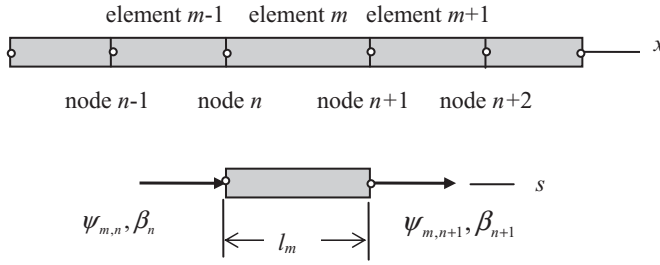 element m-1 element m element m+1
x
node n-1 node n node n+1 node n+2
s
ψm,n, βn ψm,n+1, βn+1
lm